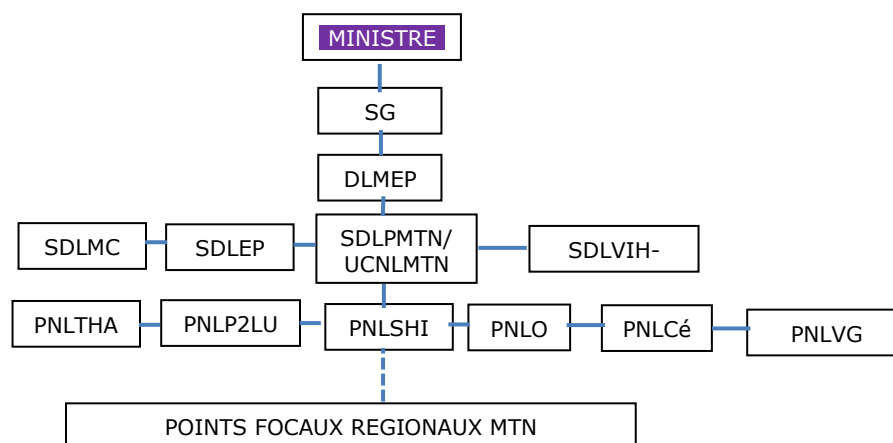 MINISTRE
SG
DLMEP
SDLMC
SDLEP
SDLPMTN/
UCNLMTN
SDLVIH-
PNLTHA
PNLP2LU
PNLSHI
PNLO
PNLCé
PNLVG
POINTS FOCAUX REGIONAUX MTN